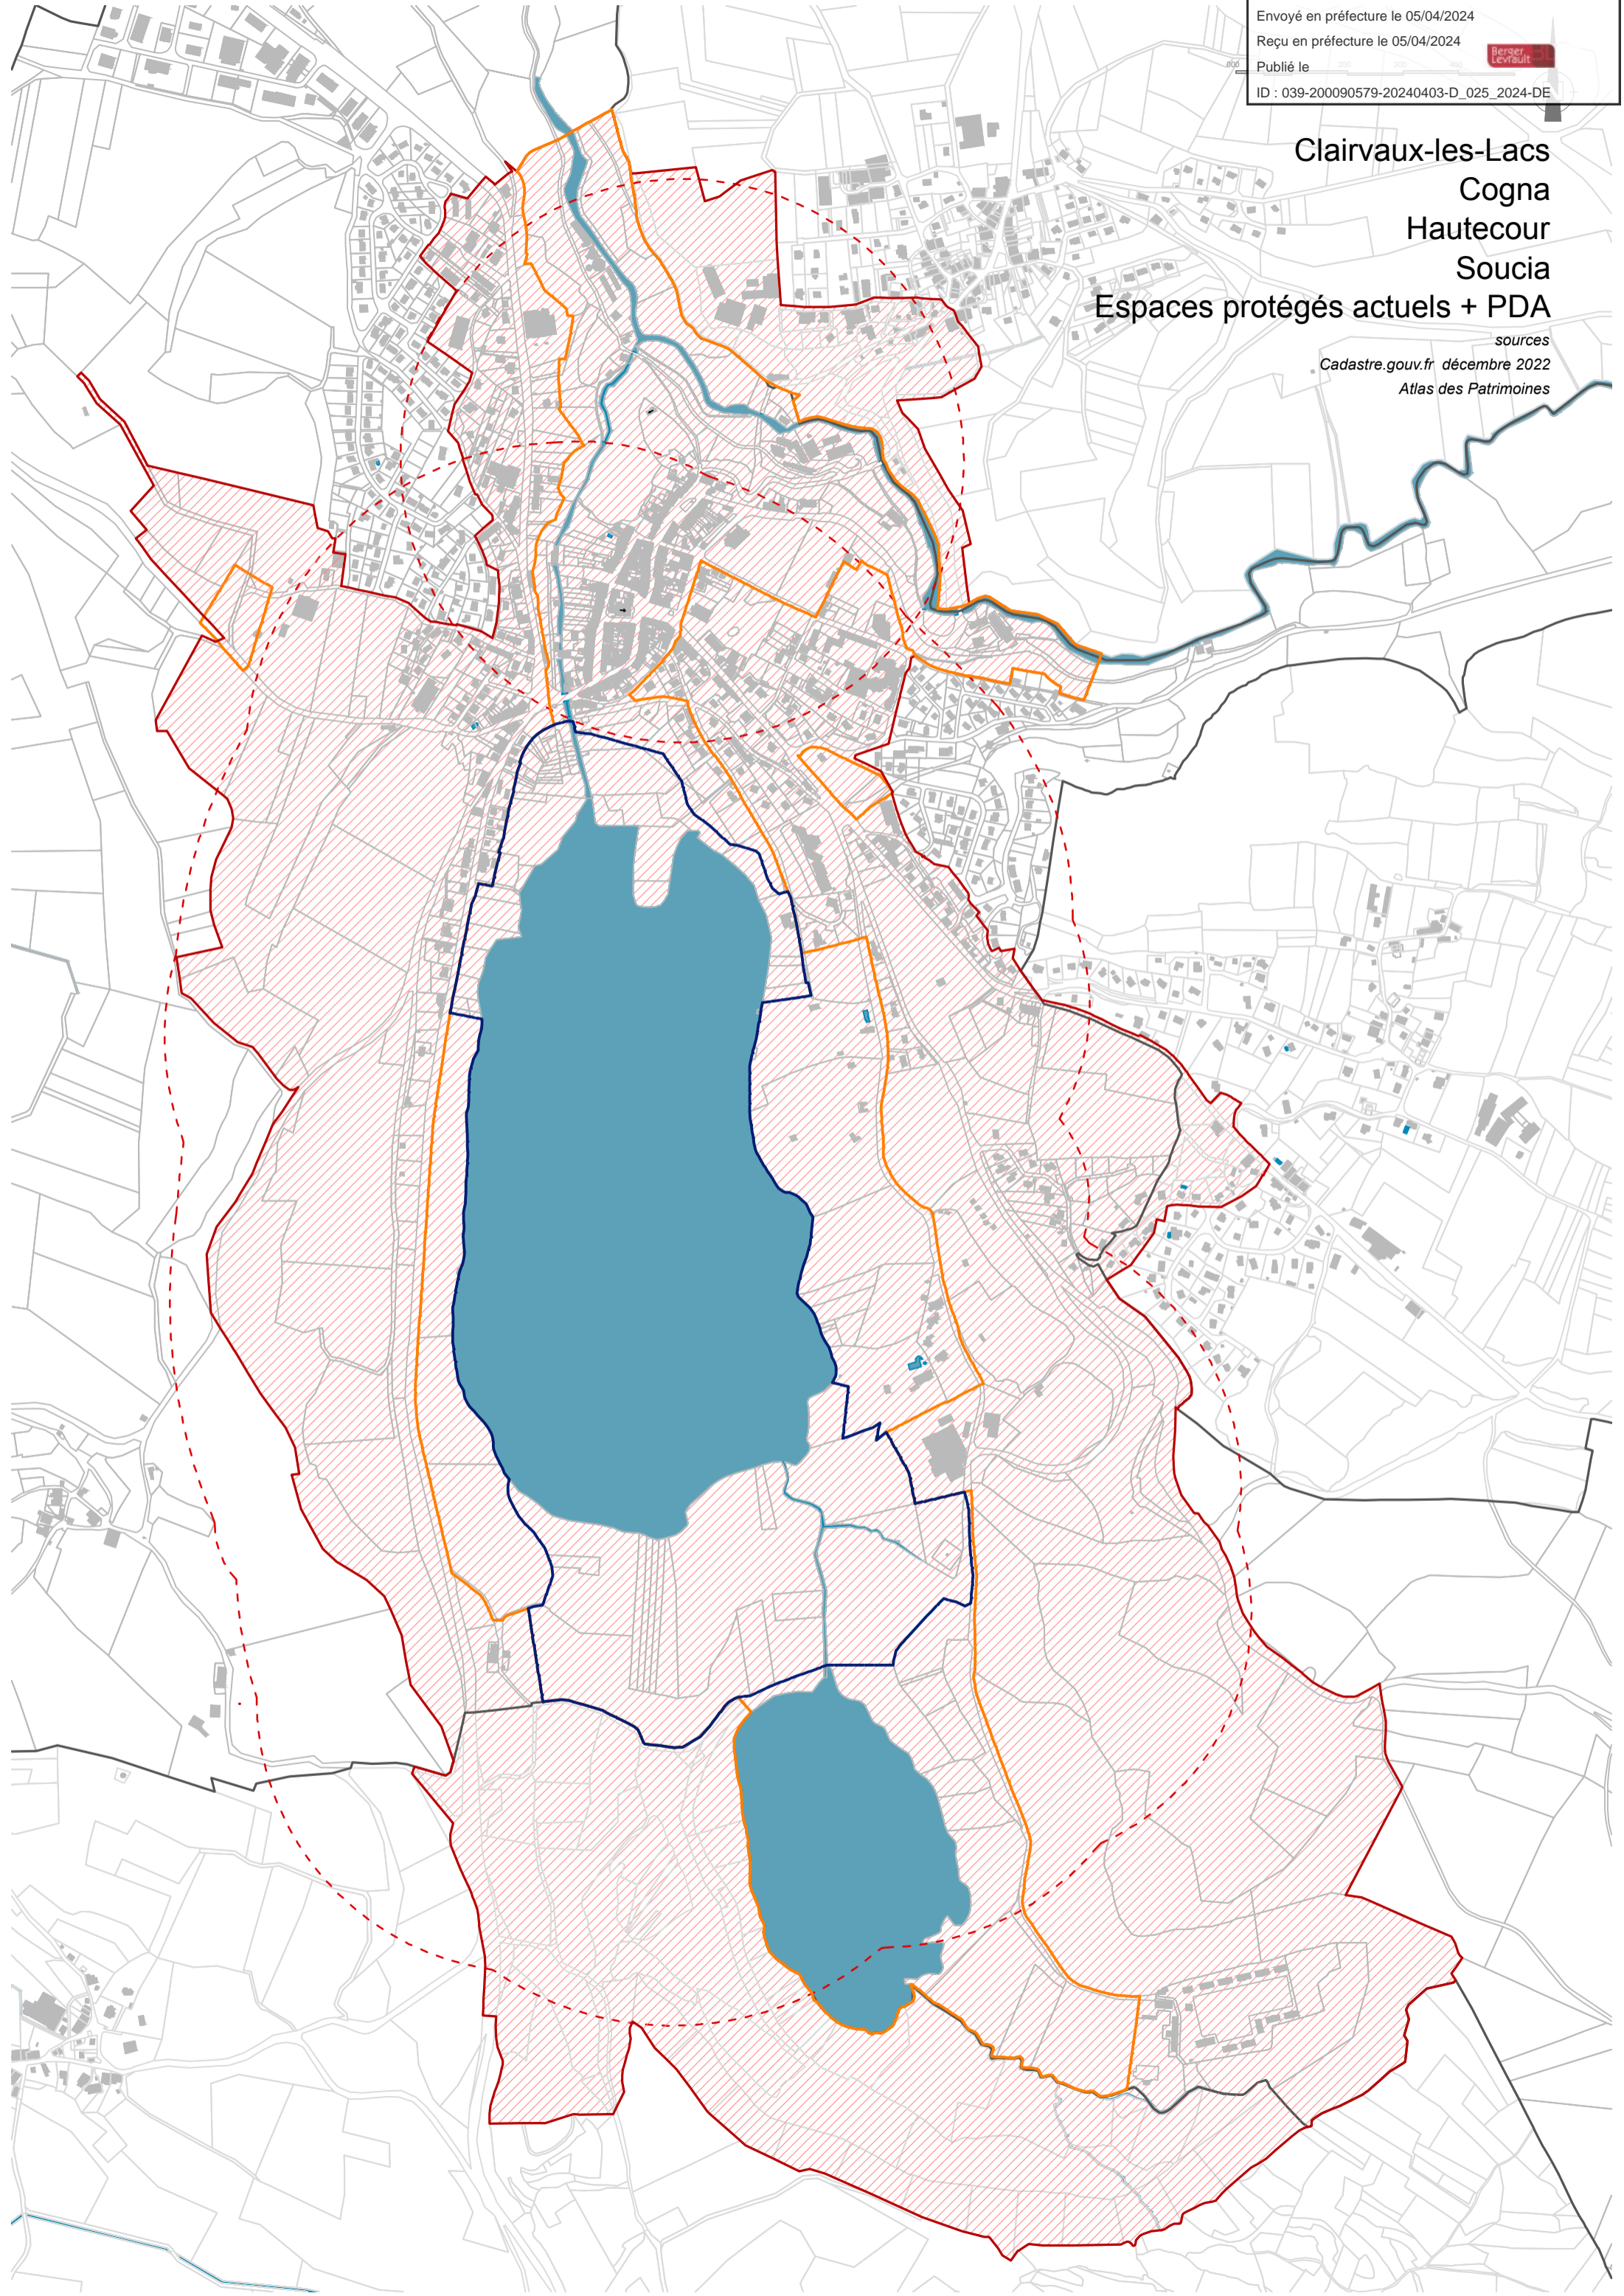 Envoyé en préfecture le 05/04/2024
Reçu en préfecture le 05/04/2024
Berger
Levrault
Publié le
ID : 039-200090579-20240403-D_025_2024-DE
Clairvaux-les-Lacs
Cogna
Hautecour
Soucia
Espaces protégés actuels + PDA
sources
Cadastre.gouv.fr décembre 2022
Atlas des Patrimoines